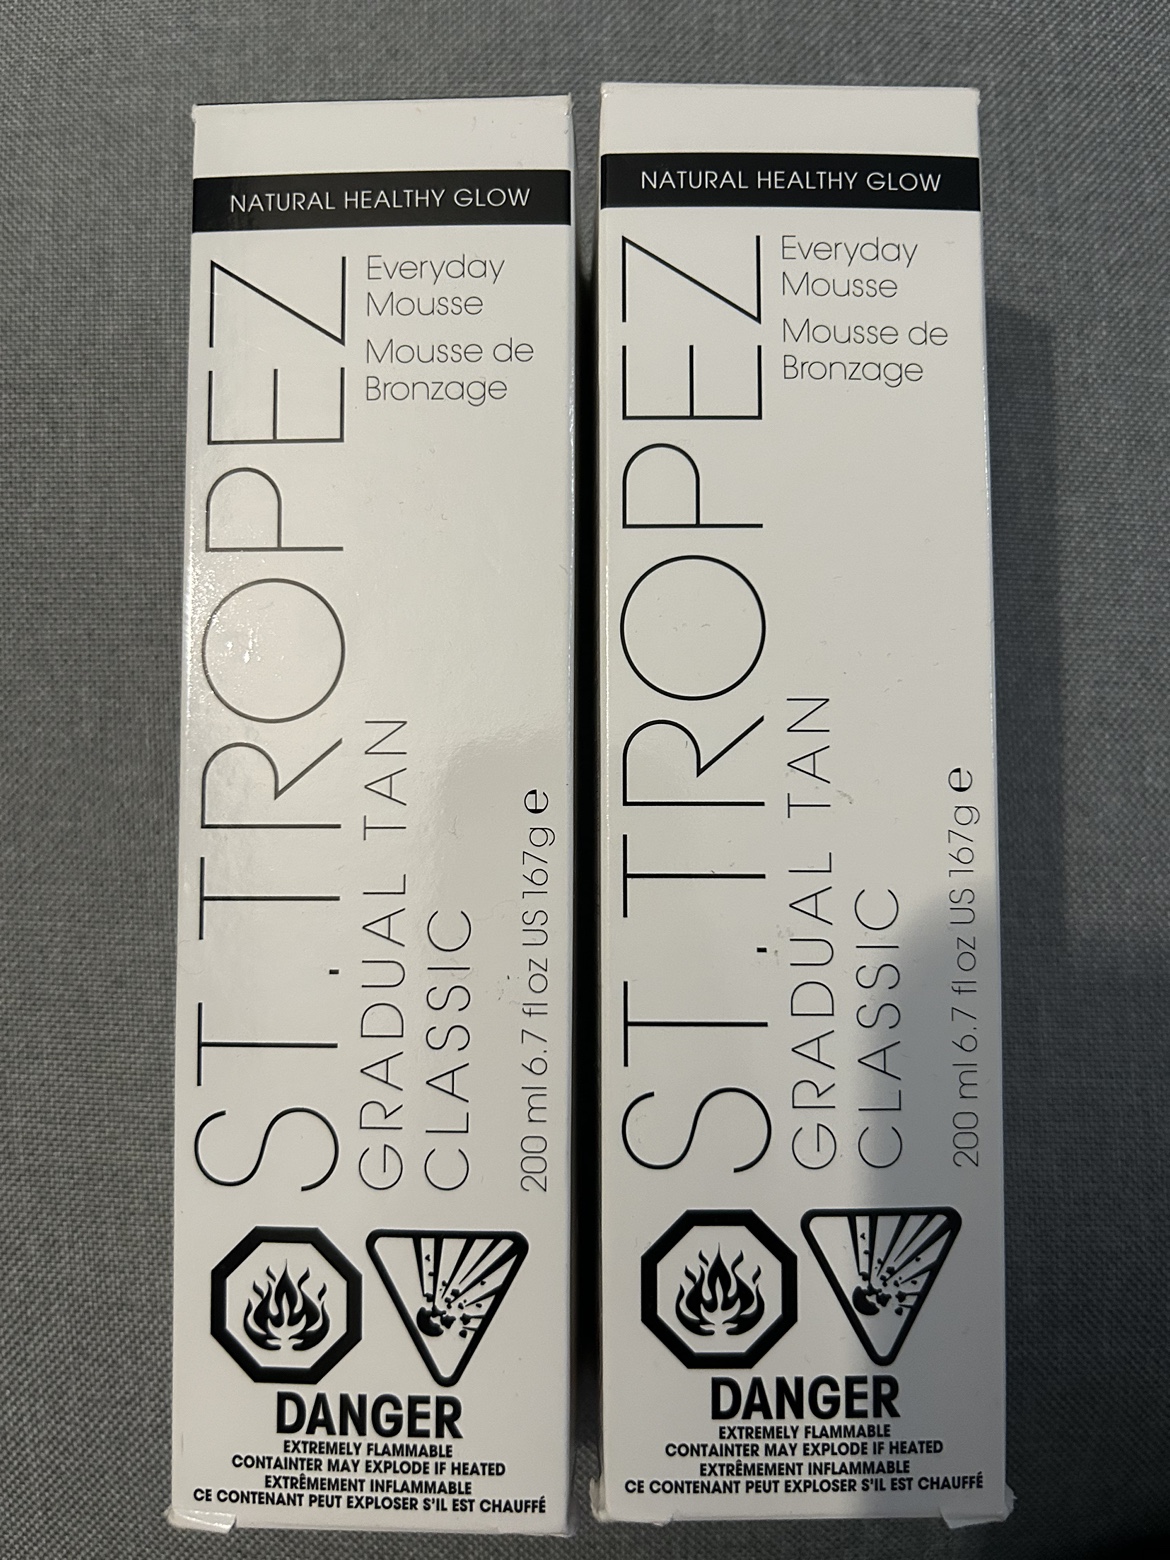 NATURAL HEALTHY GLOW
ST.TROPEZ
Everyday
Mousse
Mousse de
Bronzage
GRADUAL TAN
CLASSIC
200 ml 6.7 fl oz US 167g e
DANGER
EXTREMELY FLAMMABLE
CONTAINTER MAY EXPLODE IF HEATED
EXTRÊMEMENT INFLAMMABLE
CE CONTENANT PEUT EXPLOSER S'IL EST CHAUFFÉ
NATURAL HEALTHY GLOW
ST.TROPEZ
Everyday
Mousse
Mousse de
Bronzage
GRADUAL TAN
CLASSIC
200 ml 6.7 fl oz US 167g e
DANGER
EXTREMELY FLAMMABLE
CONTAINTER MAY EXPLODE IF HEATED
EXTRÊMEMENT INFLAMMABLE
CE CONTENANT PEUT EXPLOSER S'IL EST CHAUFFÉ